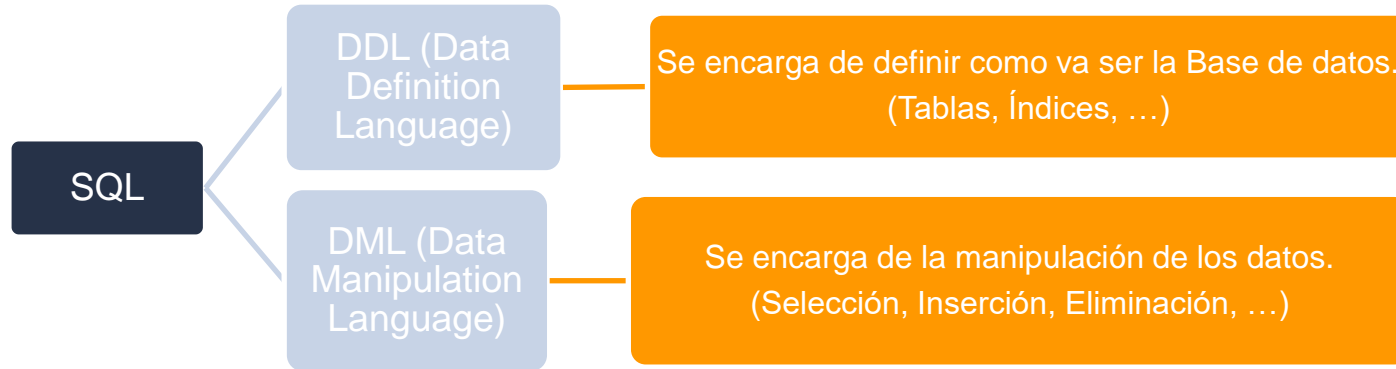 SQL
DDL (Data
Definition
Language)
Se encarga de definir como va ser la Base de datos.
(Tablas, Índices, …)
DML (Data
Manipulation
Language)
Se encarga de la manipulación de los datos.
(Selección, Inserción, Eliminación, …)